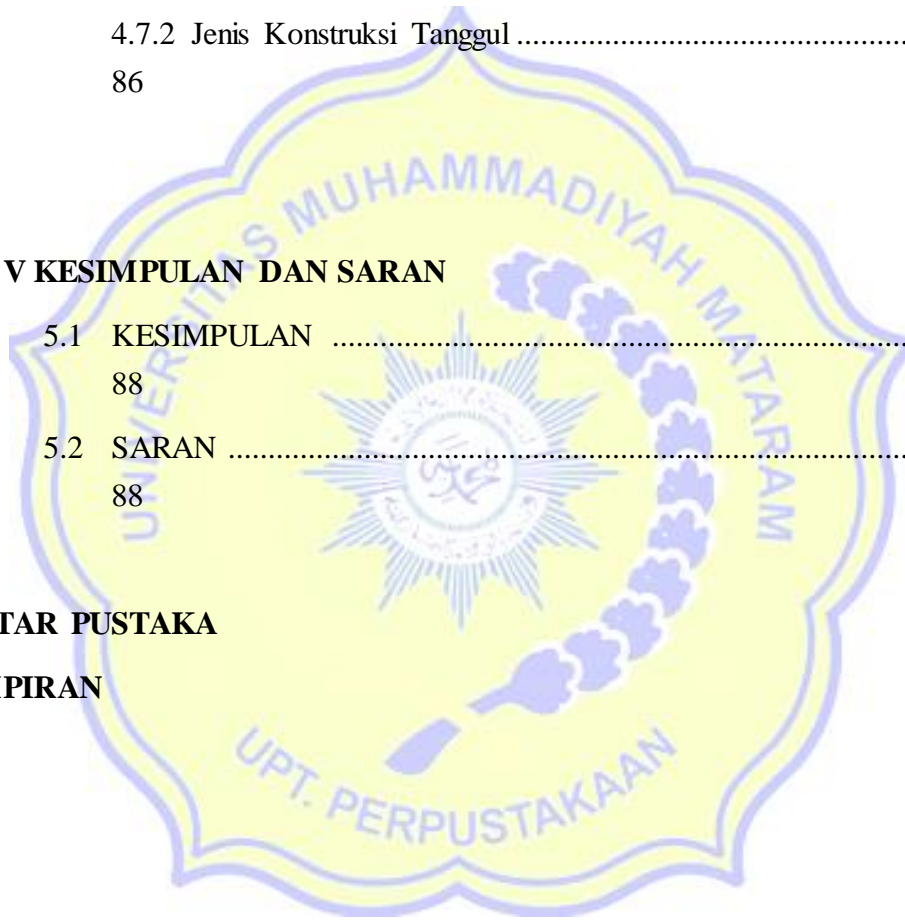 4.7.2 Jenis Konstruksi Tanggul ....................................................
86
UNIVERSITAS MUHAMMADIYAH MATARAM
V KESIMPULAN DAN SARAN
5.1 KESIMPULAN ..........................................................................
88
5.2 SARAN .....................................................................................
88
TAR PUSTAKA
PIRAN
UPT. PERPUSTAKAAN